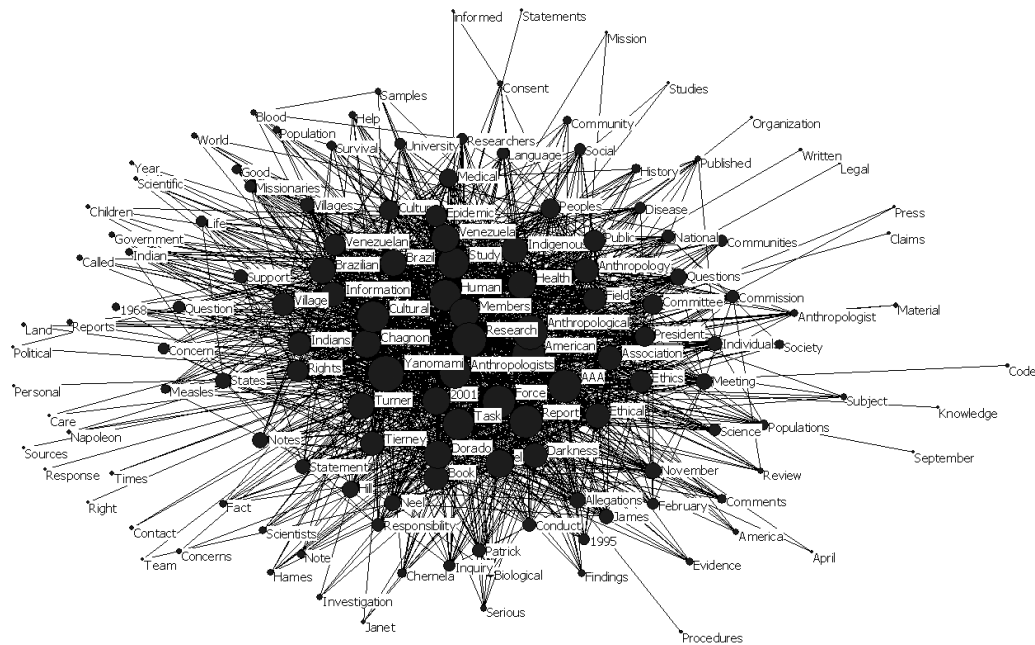 Informed
Statements
Mission
Studies
Consent
Samples
Blood
Help
Community
Organization
World
Population
Survival
University
Researchers
Language
Social
Written
Year
Scientific
Good
Missionaries
Medical
History
Published
Legal
Children
Life
Villages
Culture
Epidemic
Peoples
Disease
Press
Government
Indian
Venezuelan
Venezuela
Indigenous
Public
National
Communities
Claims
Called
Support
Brazilian
Brazil
Study
Health
Anthropology
Questions
1968
Question
Village
Information
Human
Field
Committee
Commission
Material
Land
Reports
Cultural
Members
Anthropological
President
Anthropologist
Political
Concern
Indians
Chagnon
Research
American
Association
Individuals
Society
Personal
Measles
States
Rights
Yanomami
Anthropologists
AAA
Ethics
Meeting
Subject
Code
Care
Napoleon
Turner
2001
Force
Task
Report
Ethical
Science
Populations
Knowledge
Sources
Notes
Tierney
Dorado
El
Darkness
September
Response
Times
Statement
Hill
Book
November
Review
Right
Fact
Neel
Allegations
February
Comments
Contact
Scientists
Responsibility
Conduct
James
America
April
Team
Concerns
Note
Patrick
1995
Hames
Chernela
Inquiry
Biological
Findings
Evidence
Investigation
Serious
Janet
Procedures